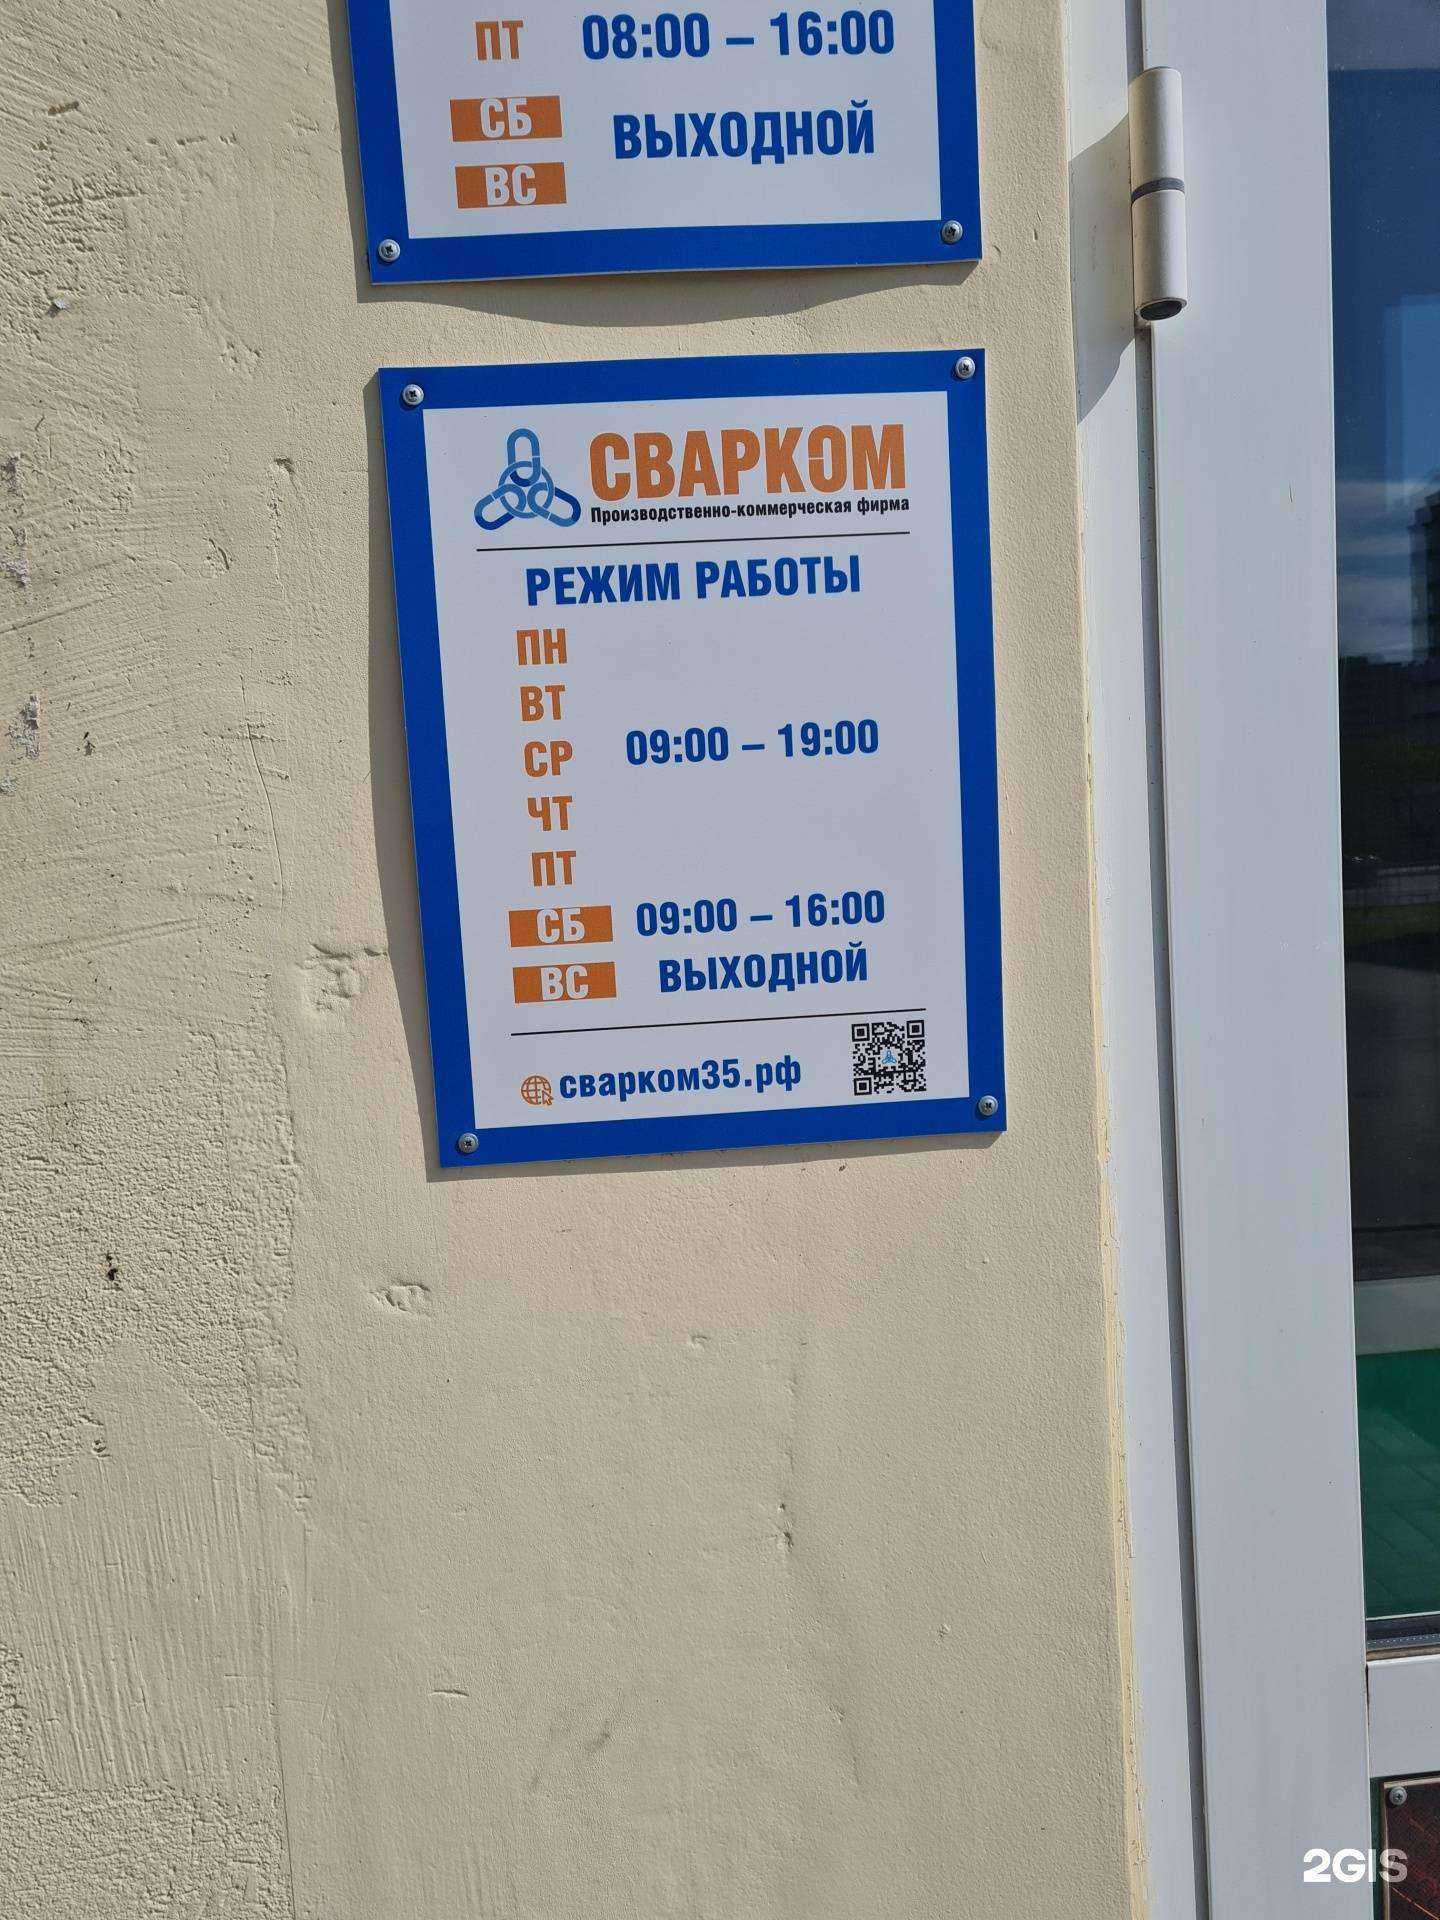 ПТ 08:00 – 16:00
СБ
ВЫХОДНОЙ
ВС
СВАРКОМ
Производственно-коммерческая фирма
РЕЖИМ РАБОТЫ
ПН
ВТ
СР 09:00 – 19:00
ЧТ
ПТ
СБ 09:00 – 16:00
ВС ВЫХОДНОЙ
сварком35.рф
2GIS